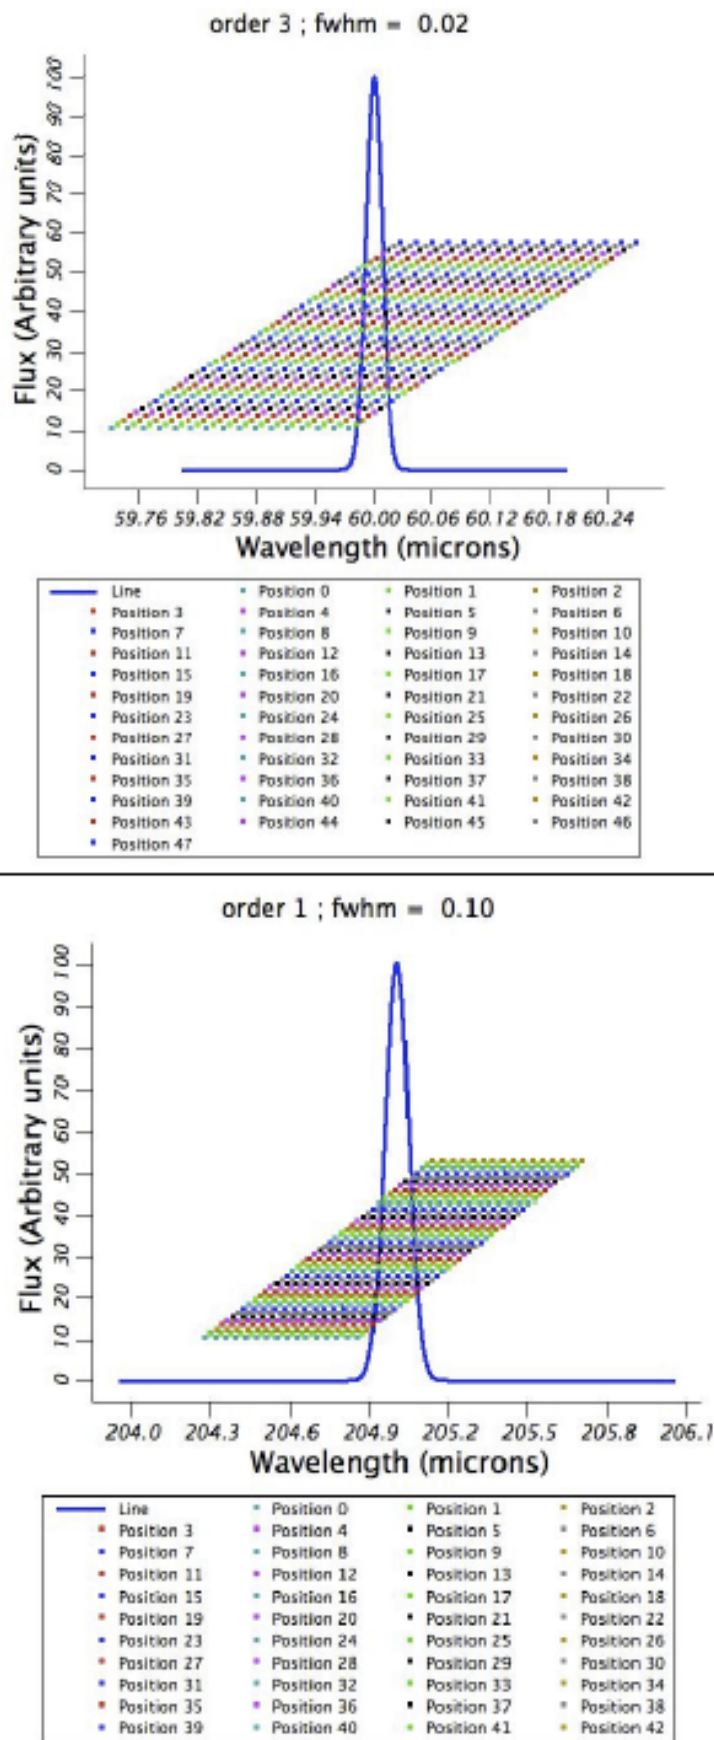 order 3 ; fwhm = 0.02
Flux (Arbitrary units)
100
90
80
70
60
50
40
30
20
10
0
59.76 59.82 59.88 59.94 60.00 60.06 60.12 60.18 60.24
Wavelength (microns)
Line Position 0 Position 1 Position 2
Position 3 Position 4 Position 5 Position 6
Position 7 Position 8 Position 9 Position 10
Position 11 Position 12 Position 13 Position 14
Position 15 Position 16 Position 17 Position 18
Position 19 Position 20 Position 21 Position 22
Position 23 Position 24 Position 25 Position 26
Position 27 Position 28 Position 29 Position 30
Position 31 Position 32 Position 33 Position 34
Position 35 Position 36 Position 37 Position 38
Position 39 Position 40 Position 41 Position 42
Position 43 Position 44 Position 45 Position 46
Position 47
order 1 ; fwhm = 0.10
Flux (Arbitrary units)
100
90
80
70
60
50
40
30
20
10
0
204.0 204.3 204.6 204.9 205.2 205.5 205.8 206.1
Wavelength (microns)
Line Position 0 Position 1 Position 2
Position 3 Position 4 Position 5 Position 6
Position 7 Position 8 Position 9 Position 10
Position 11 Position 12 Position 13 Position 14
Position 15 Position 16 Position 17 Position 18
Position 19 Position 20 Position 21 Position 22
Position 23 Position 24 Position 25 Position 26
Position 27 Position 28 Position 29 Position 30
Position 31 Position 32 Position 33 Position 34
Position 35 Position 36 Position 37 Position 38
Position 39 Position 40 Position 41 Position 42